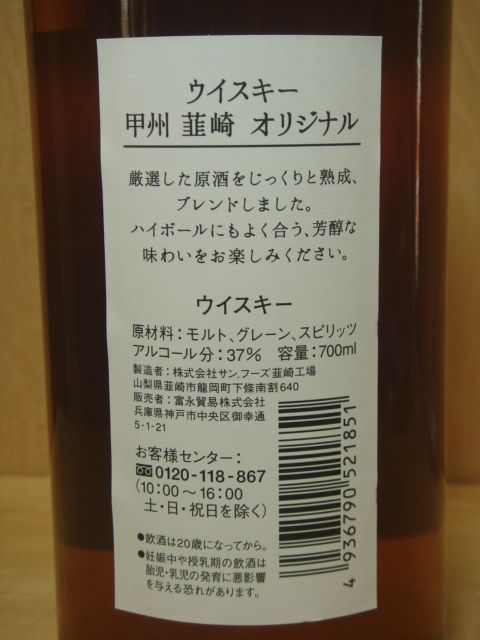 ウイスキー
甲州 韮崎 オリジナル
厳選した原酒をじっくりと熟成、
ブレンドしました。
ハイボールにもよく合う、芳醇な
味わいをお楽しみください。
ウイスキー
原材料：モルト、グレーン、スピリッツ
アルコール分：37% 容量：700ml
製造者：株式会社サン.フーズ韮崎工場
山梨県韮崎市龍岡町下條南割640
販売者：富永貿易株式会社
兵庫県神戸市中央区御幸通
5-1-21
お客様センター：
0120-118-867
（10:00〜16:00
土・日・祝日を除く）
●飲酒は20歳になってから。
●妊娠中や授乳期の飲酒は
胎児・乳児の発育に悪影響
を与える恐れがあります。
4 936790 521851